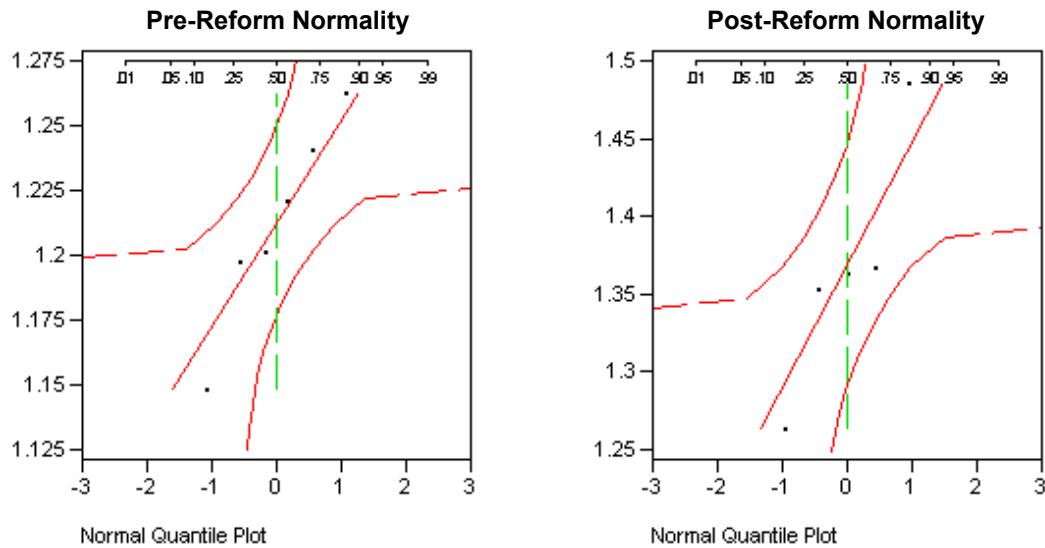 Pre-Reform Normality
1.275
1.25
1.225
1.2
1.175
1.15
1.125
.01 .05 .10 .25 .50 .75 .90 .95 .99
-3 -2 -1 0 1 2 3
Normal Quantile Plot
Post-Reform Normality
1.5
1.45
1.4
1.35
1.3
1.25
.01 .05 .10 .25 .50 .75 .90 .95 .99
-3 -2 -1 0 1 2 3
Normal Quantile Plot